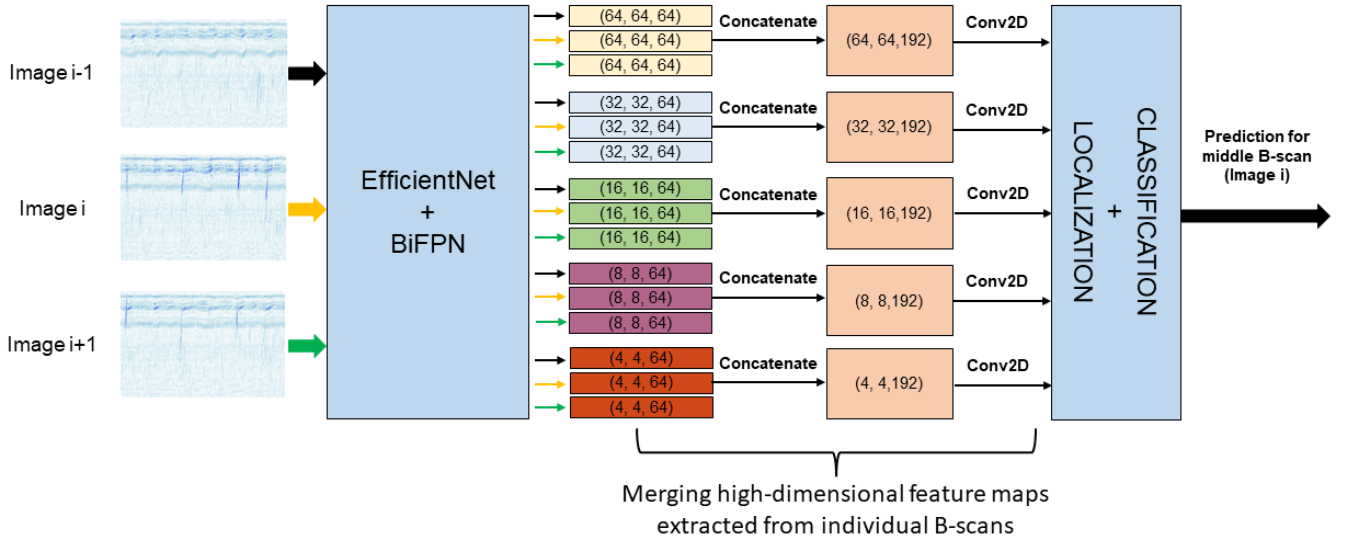 Image i-1
Image i
Image i+1
EfficientNet
+
BiFPN
(64, 64, 64)
(64, 64, 64)
(64, 64, 64)
Concatenate
(64, 64,192)
Conv2D
(32, 32, 64)
(32, 32, 64)
(32, 32, 64)
Concatenate
(32, 32,192)
Conv2D
(16, 16, 64)
(16, 16, 64)
(16, 16, 64)
Concatenate
(16, 16,192)
Conv2D
(8, 8, 64)
(8, 8, 64)
(8, 8, 64)
Concatenate
(8, 8,192)
Conv2D
(4, 4, 64)
(4, 4, 64)
(4, 4, 64)
Concatenate
(4, 4,192)
Conv2D
CLASSIFICATION
+
LOCALIZATION
Prediction for
middle B-scan
(Image i)
Merging high-dimensional feature maps
extracted from individual B-scans